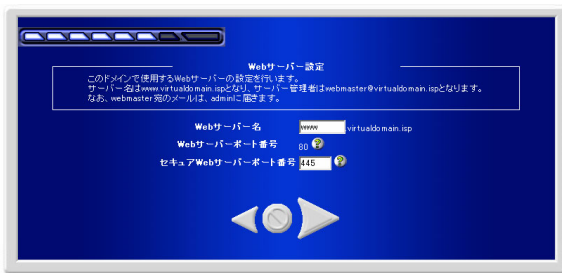 Webサーバー設定
このドメインで使用するWebサーバーの設定を行います。
サーバー名はwww.virtualdomain.ispとなり、サーバー管理者はwebmaster@virtualdomain.ispとなります。
なお、webmaster宛のメールは、adminに届きます。
Webサーバー名 www .virtualdomain.isp
Webサーバーポート番号 80
セキュアWebサーバーポート番号 445